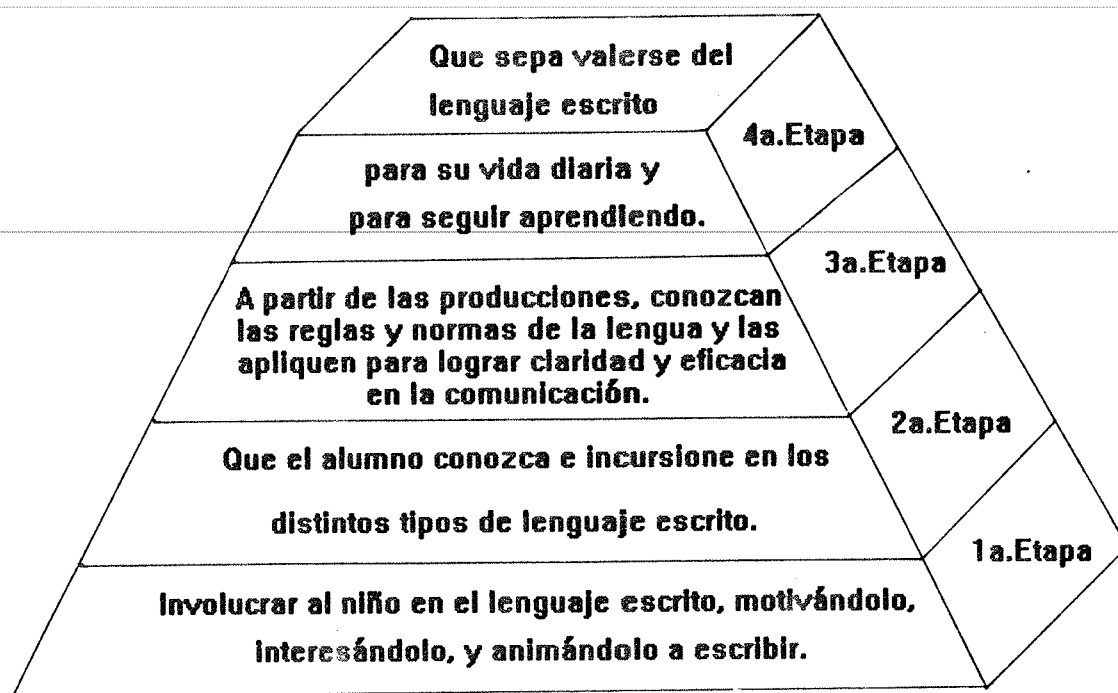 Que sepa valerse del
lenguaje escrito
4a.Etapa
para su vida diaria y
para seguir aprendiendo.
3a.Etapa
A partir de las producciones, conozcan
las reglas y normas de la lengua y las
apliquen para lograr claridad y eficacia
en la comunicación.
2a.Etapa
Que el alumno conozca e incursione en los
distintos tipos de lenguaje escrito.
1a.Etapa
Involucrar al niño en el lenguaje escrito, motivándolo,
interesándolo, y animándolo a escribir.